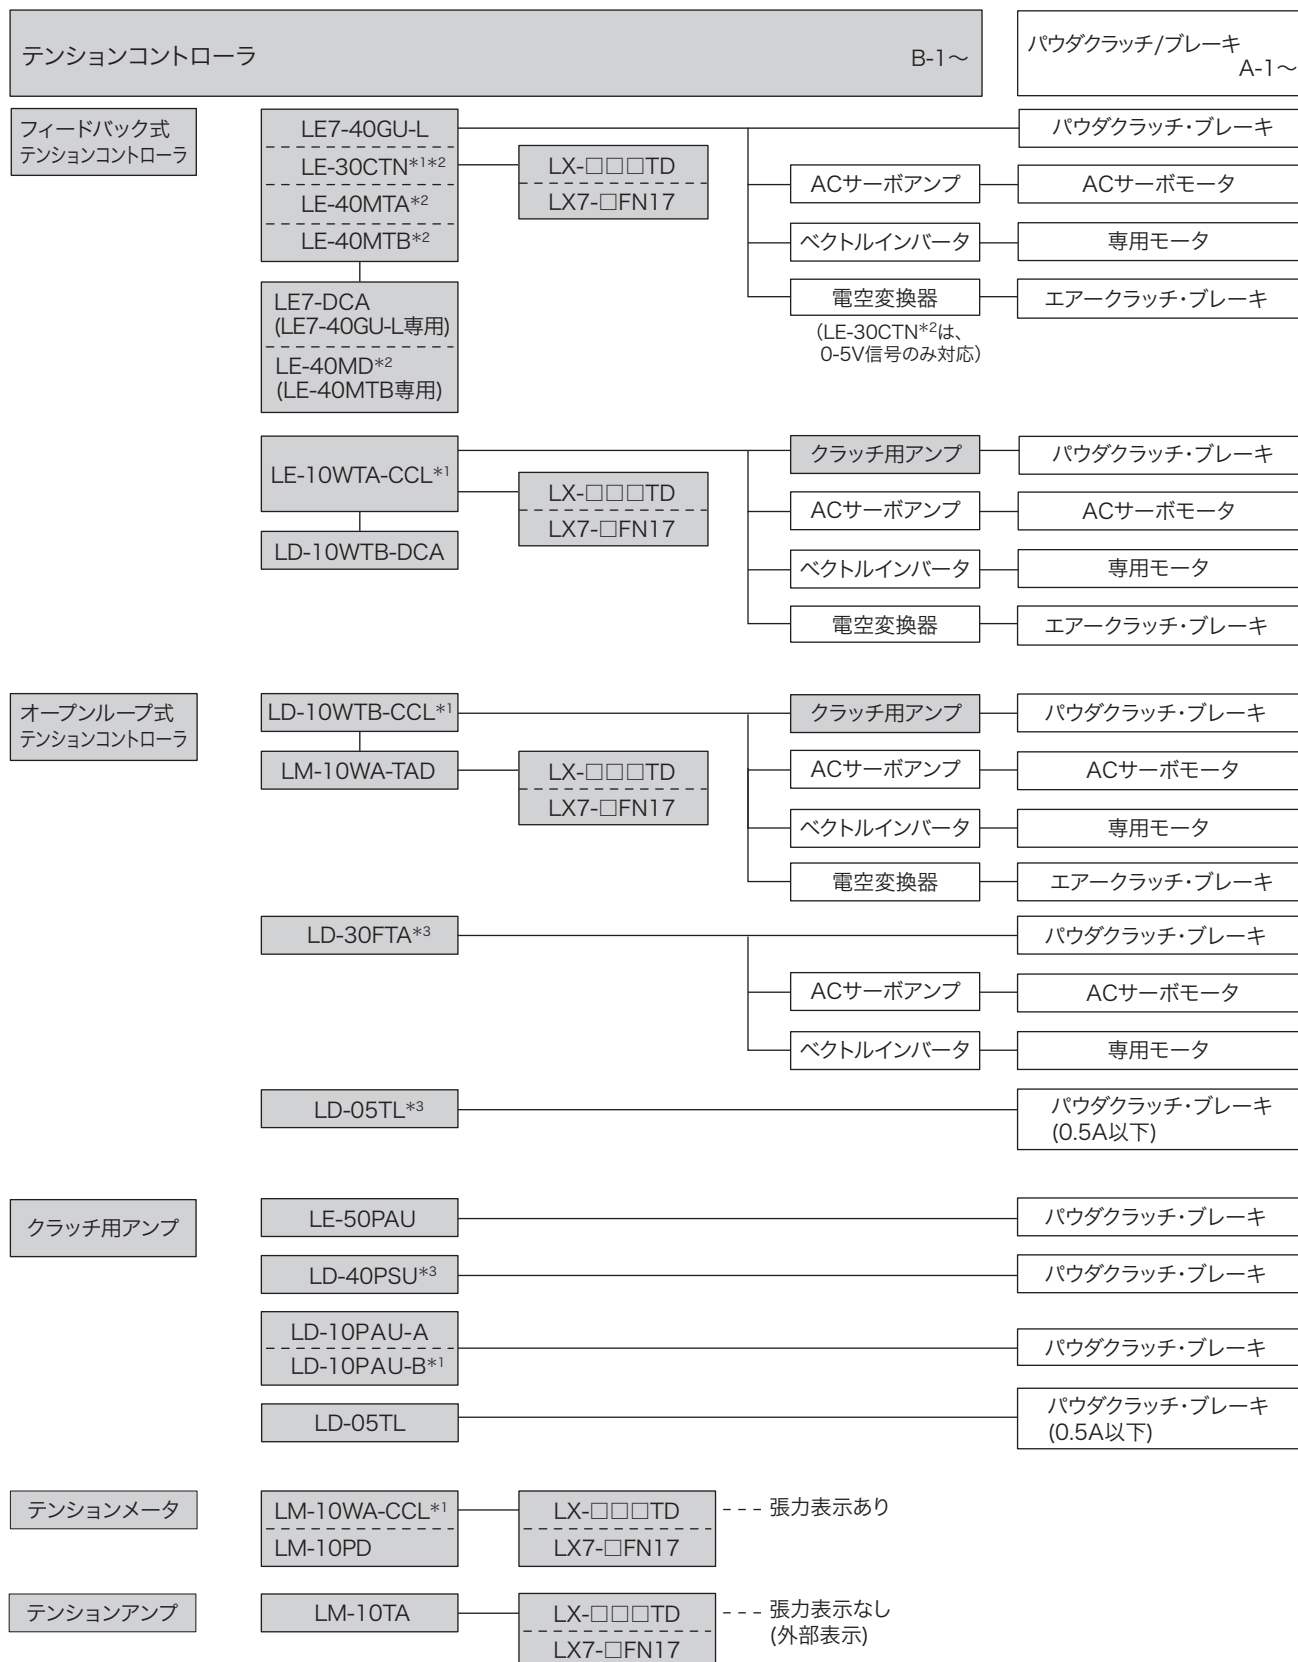 テンションコントローラ B-1～
パウダクラッチ/ブレーキ
A-1～
フィードバック式
テンションコントローラ
LE7-40GU-L
LE-30CTN*1*2
LE-40MTA*2
LE-40MTB*2
LX-□□□TD
LX7-□FN17
パウダクラッチ・ブレーキ
ACサーボアンプ
ACサーボモータ
ベクトルインバータ
専用モータ
電空変換器
エアークラッチ・ブレーキ
(LE-30CTN*2は、
0-5V信号のみ対応)
LE7-DCA
(LE7-40GU-L専用)
LE-40MD*2
(LE-40MTB専用)
LE-10WTA-CCL*1
LX-□□□TD
LX7-□FN17
LD-10WTB-DCA
クラッチ用アンプ
パウダクラッチ・ブレーキ
ACサーボアンプ
ACサーボモータ
ベクトルインバータ
専用モータ
電空変換器
エアークラッチ・ブレーキ
オープンループ式
テンションコントローラ
LD-10WTB-CCL*1
LM-10WA-TAD
LX-□□□TD
LX7-□FN17
クラッチ用アンプ
パウダクラッチ・ブレーキ
ACサーボアンプ
ACサーボモータ
ベクトルインバータ
専用モータ
電空変換器
エアークラッチ・ブレーキ
LD-30FTA*3
パウダクラッチ・ブレーキ
ACサーボアンプ
ACサーボモータ
ベクトルインバータ
専用モータ
LD-05TL*3
パウダクラッチ・ブレーキ
(0.5A以下)
クラッチ用アンプ
LE-50PAU
パウダクラッチ・ブレーキ
LD-40PSU*3
パウダクラッチ・ブレーキ
LD-10PAU-A
LD-10PAU-B*1
パウダクラッチ・ブレーキ
LD-05TL
パウダクラッチ・ブレーキ
(0.5A以下)
テンションメータ
LM-10WA-CCL*1
LM-10PD
LX-□□□TD
LX7-□FN17
張力表示あり
テンションアンプ
LM-10TA
LX-□□□TD
LX7-□FN17
張力表示なし
(外部表示)